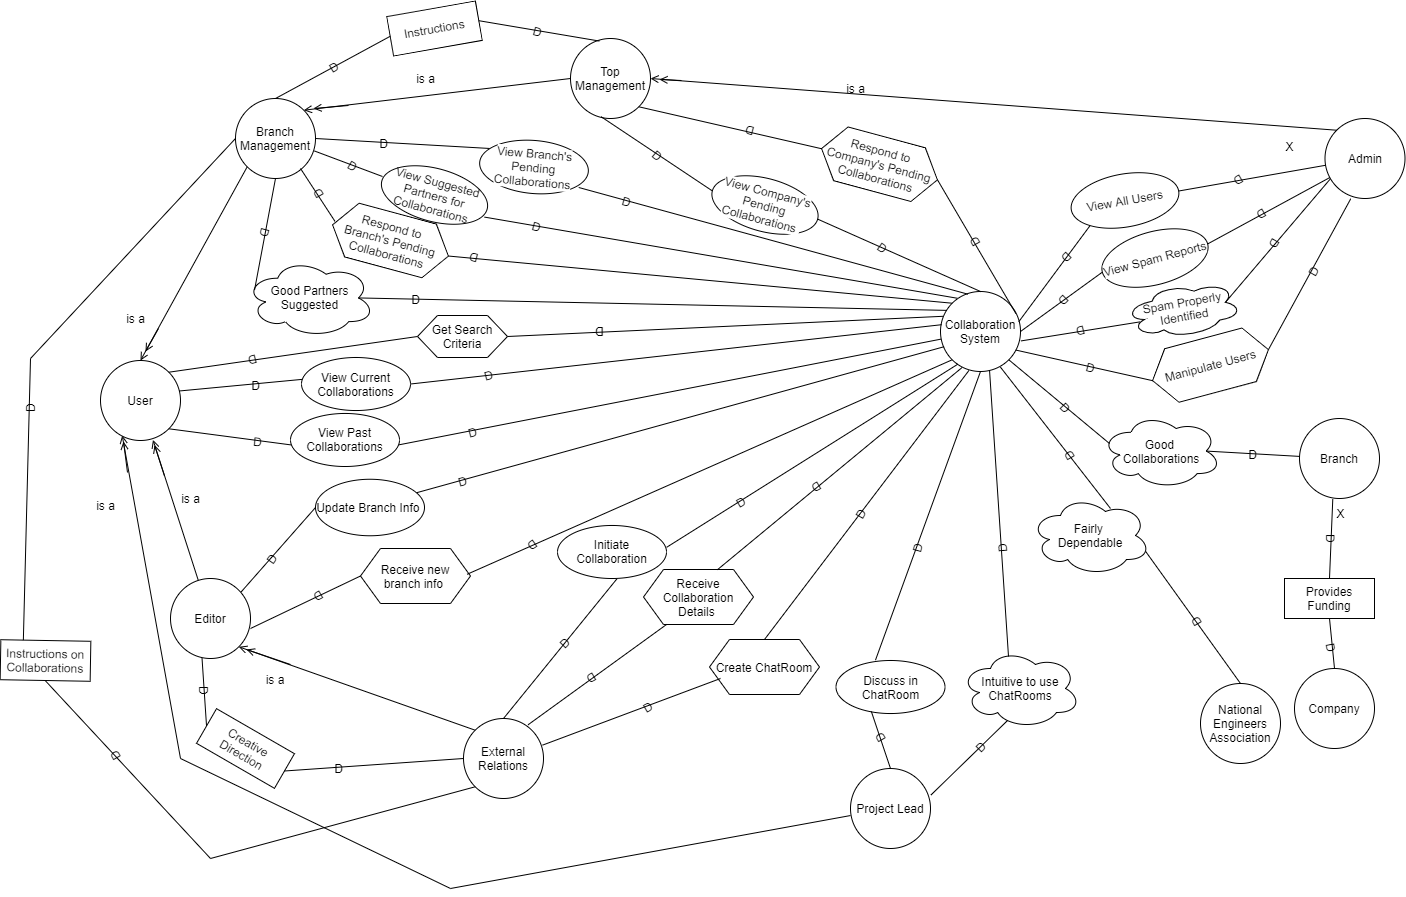 Instructions
D
D
Top
Management
is a
is a
D
Branch
Management
D
X
Admin
Respond to
Company's Pending
Collaborations
View Branch's
Pending
Collaborations
D
D
View Suggested
Partners for
Collaborations
D
View Company's
Pending
Collaborations
View All Users
D
D
D
D
D
Respond to
Branch's Pending
Collaborations
D
D
D
D
D
View Spam Reports
D
D
Good Partners
Suggested
D
D
D
Spam Properly
Identified
is a
Get Search
Criteria
D
Collaboration
System
D
D
View Current
Collaborations
D
D
D
Manipulate Users
User
D
D
View Past
Collaborations
D
D
Good
Collaborations
D
Branch
D
Update Branch Info
D
is a
is a
D
D
D
X
Initiate
Collaboration
D
D
D
Fairly
Dependable
D
D
Receive new
branch info
D
D
Receive
Collaboration
Details
Provides
Funding
Editor
D
D
D
Instructions on
Collaborations
is a
D
D
Create ChatRoom
Discuss in
ChatRoom
Intuitive to use
ChatRooms
D
National
Engineers
Association
Company
Creative
Direction
D
D
External
Relations
D
D
D
Project Lead